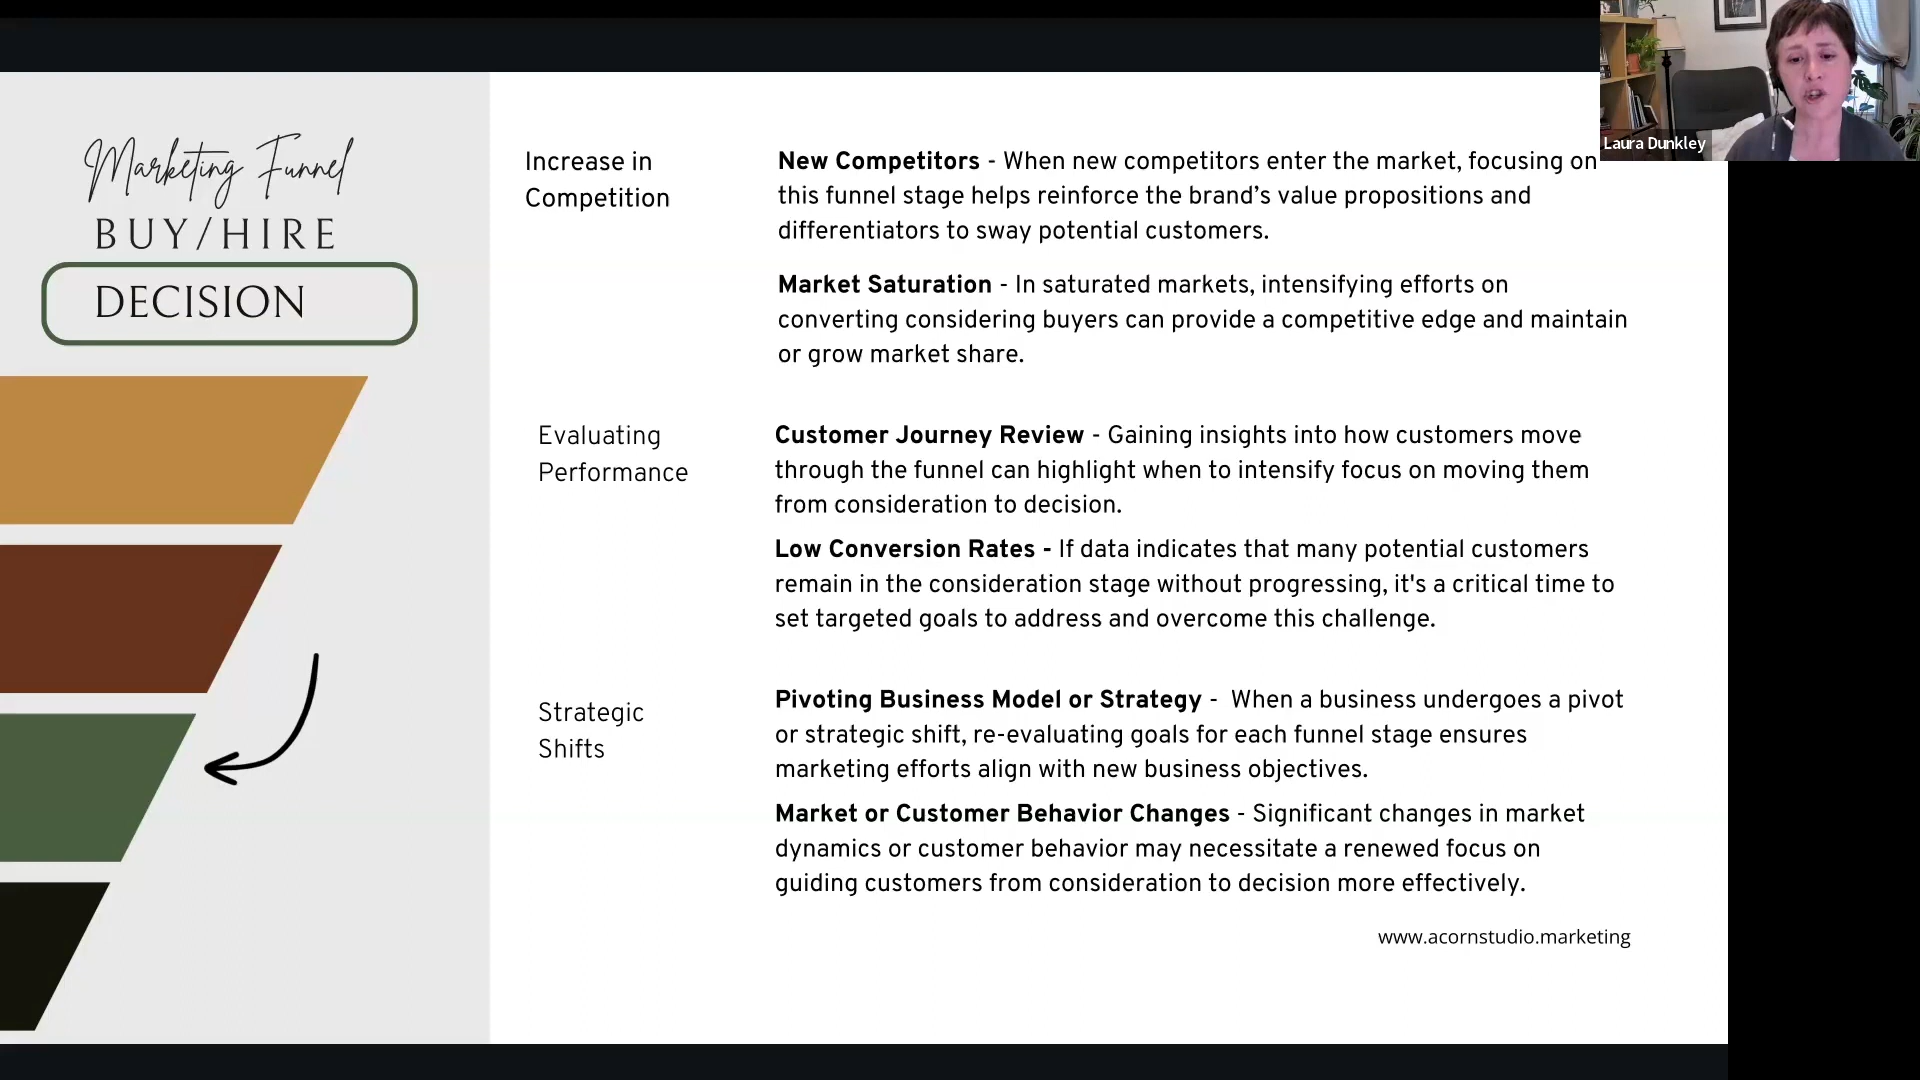 Marketing Funnel
BUY/HIRE
DECISION
Increase in
Competition
New Competitors - When new competitors enter the market, focusing on
this funnel stage helps reinforce the brand’s value propositions and
differentiators to sway potential customers.
Market Saturation - In saturated markets, intensifying efforts on
converting considering buyers can provide a competitive edge and maintain
or grow market share.
Evaluating
Performance
Customer Journey Review - Gaining insights into how customers move
through the funnel can highlight when to intensify focus on moving them
from consideration to decision.
Low Conversion Rates - If data indicates that many potential customers
remain in the consideration stage without progressing, it's a critical time to
set targeted goals to address and overcome this challenge.
Strategic
Shifts
Pivoting Business Model or Strategy - When a business undergoes a pivot
or strategic shift, re-evaluating goals for each funnel stage ensures
marketing efforts align with new business objectives.
Market or Customer Behavior Changes - Significant changes in market
dynamics or customer behavior may necessitate a renewed focus on
guiding customers from consideration to decision more effectively.
www.acornstudio.marketing
Laura Dunkley